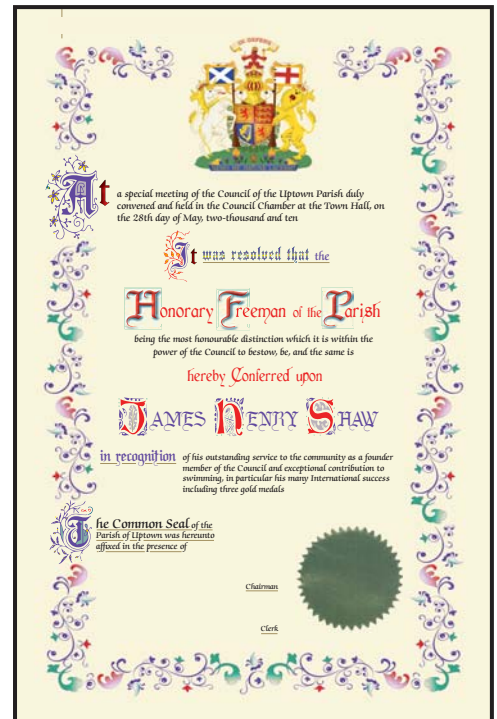 IN DEFENS
At a special meeting of the Council of the Uptown Parish duly
convened and held in the Council Chamber at the Town Hall, on
the 28th day of May, two-thousand and ten
It was resolved that the
Honorary Freeman of the Parish
being the most honourable distinction which it is within the
power of the Council to bestow, be, and the same is
hereby Conferred upon
JAMES HENRY SHAW
in recognition of his outstanding service to the community as a founder
member of the Council and exceptional contribution to
swimming, in particular his many International success
including three gold medals
The Common Seal of the
Parish of Uptown was hereunto
affixed in the presence of
Chairman
Clerk